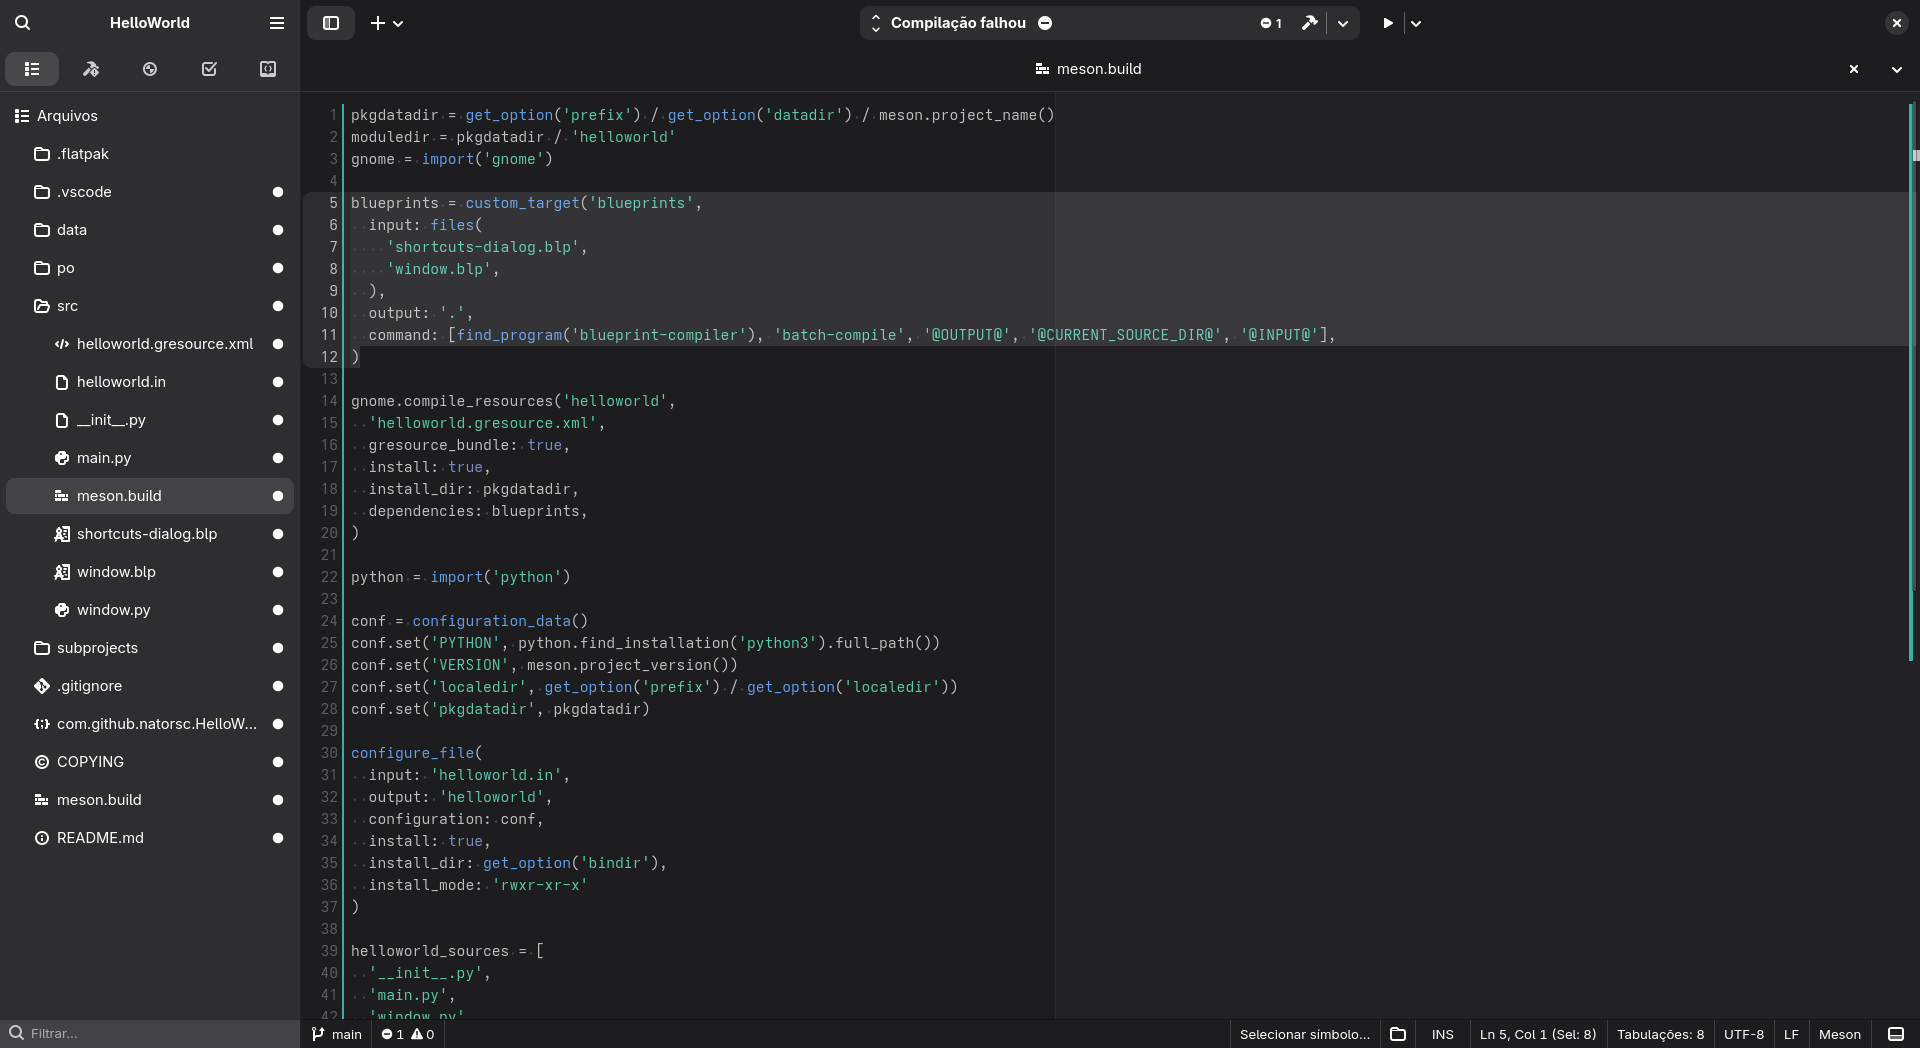 HelloWorld
Compilação falhou
1
meson.build
Arquivos
.flatpak
.vscode
data
po
src
helloworld.gresource.xml
helloworld.in
__init__.py
main.py
meson.build
shortcuts-dialog.blp
window.blp
window.py
subprojects
.gitignore
com.github.natorsc.HelloW...
COPYING
meson.build
README.md
Filtrar...
1 pkgdatadir = get_option('prefix') / get_option('datadir') / meson.project_name()
2 moduledir = pkgdatadir / 'helloworld'
3 gnome = import('gnome')
4
5 blueprints = custom_target('blueprints',
6   input: files(
7     'shortcuts-dialog.blp',
8     'window.blp',
9   ),
10   output: '.',
11   command: [find_program('blueprint-compiler'), 'batch-compile', '@OUTPUT@', '@CURRENT_SOURCE_DIR@', '@INPUT@'],
12 )
13
14 gnome.compile_resources('helloworld',
15   'helloworld.gresource.xml',
16   gresource_bundle: true,
17   install: true,
18   install_dir: pkgdatadir,
19   dependencies: blueprints,
20 )
21
22 python = import('python')
23
24 conf = configuration_data()
25 conf.set('PYTHON', python.find_installation('python3').full_path())
26 conf.set('VERSION', meson.project_version())
27 conf.set('localedir', get_option('prefix') / get_option('localedir'))
28 conf.set('pkgdatadir', pkgdatadir)
29
30 configure_file(
31   input: 'helloworld.in',
32   output: 'helloworld',
33   configuration: conf,
34   install: true,
35   install_dir: get_option('bindir'),
36   install_mode: 'rwxr-xr-x'
37 )
38
39 helloworld_sources = [
40   '__init__.py',
41   'main.py',
42   'window.py'
main 1 0 Selecionar símbolo... INS Ln 5, Col 1 (Sel: 8) Tabulações: 8 UTF-8 LF Meson